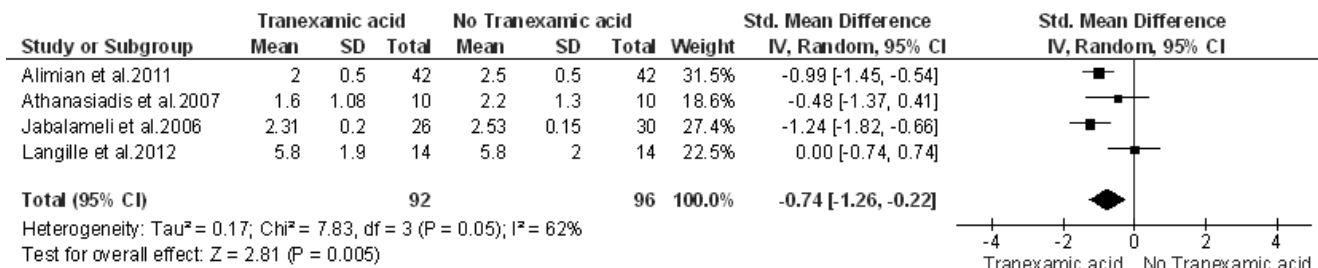 Tranexamic acid No Tranexamic acid Std. Mean Difference Std. Mean Difference
Study or Subgroup Mean SD Total Mean SD Total Weight IV, Random, 95% CI IV, Random, 95% CI
Alimian et al.2011 2 0.5 42 2.5 0.5 42 31.5% -0.99 [-1.45, -0.54]
Athanasiadis et al.2007 1.6 1.08 10 2.2 1.3 10 18.6% -0.48 [-1.37, 0.41]
Jabalameli et al.2006 2.31 0.2 26 2.53 0.15 30 27.4% -1.24 [-1.82, -0.66]
Langille et al.2012 5.8 1.9 14 5.8 2 14 22.5% 0.00 [-0.74, 0.74]
Total (95% CI) 92 96 100.0% -0.74 [-1.26, -0.22]
Heterogeneity: Tau² = 0.17; Chi² = 7.83, df = 3 (P = 0.05); I² = 62%
Test for overall effect: Z = 2.81 (P = 0.005)
-4 -2 0 2 4
Tranexamic acid No Tranexamic acid